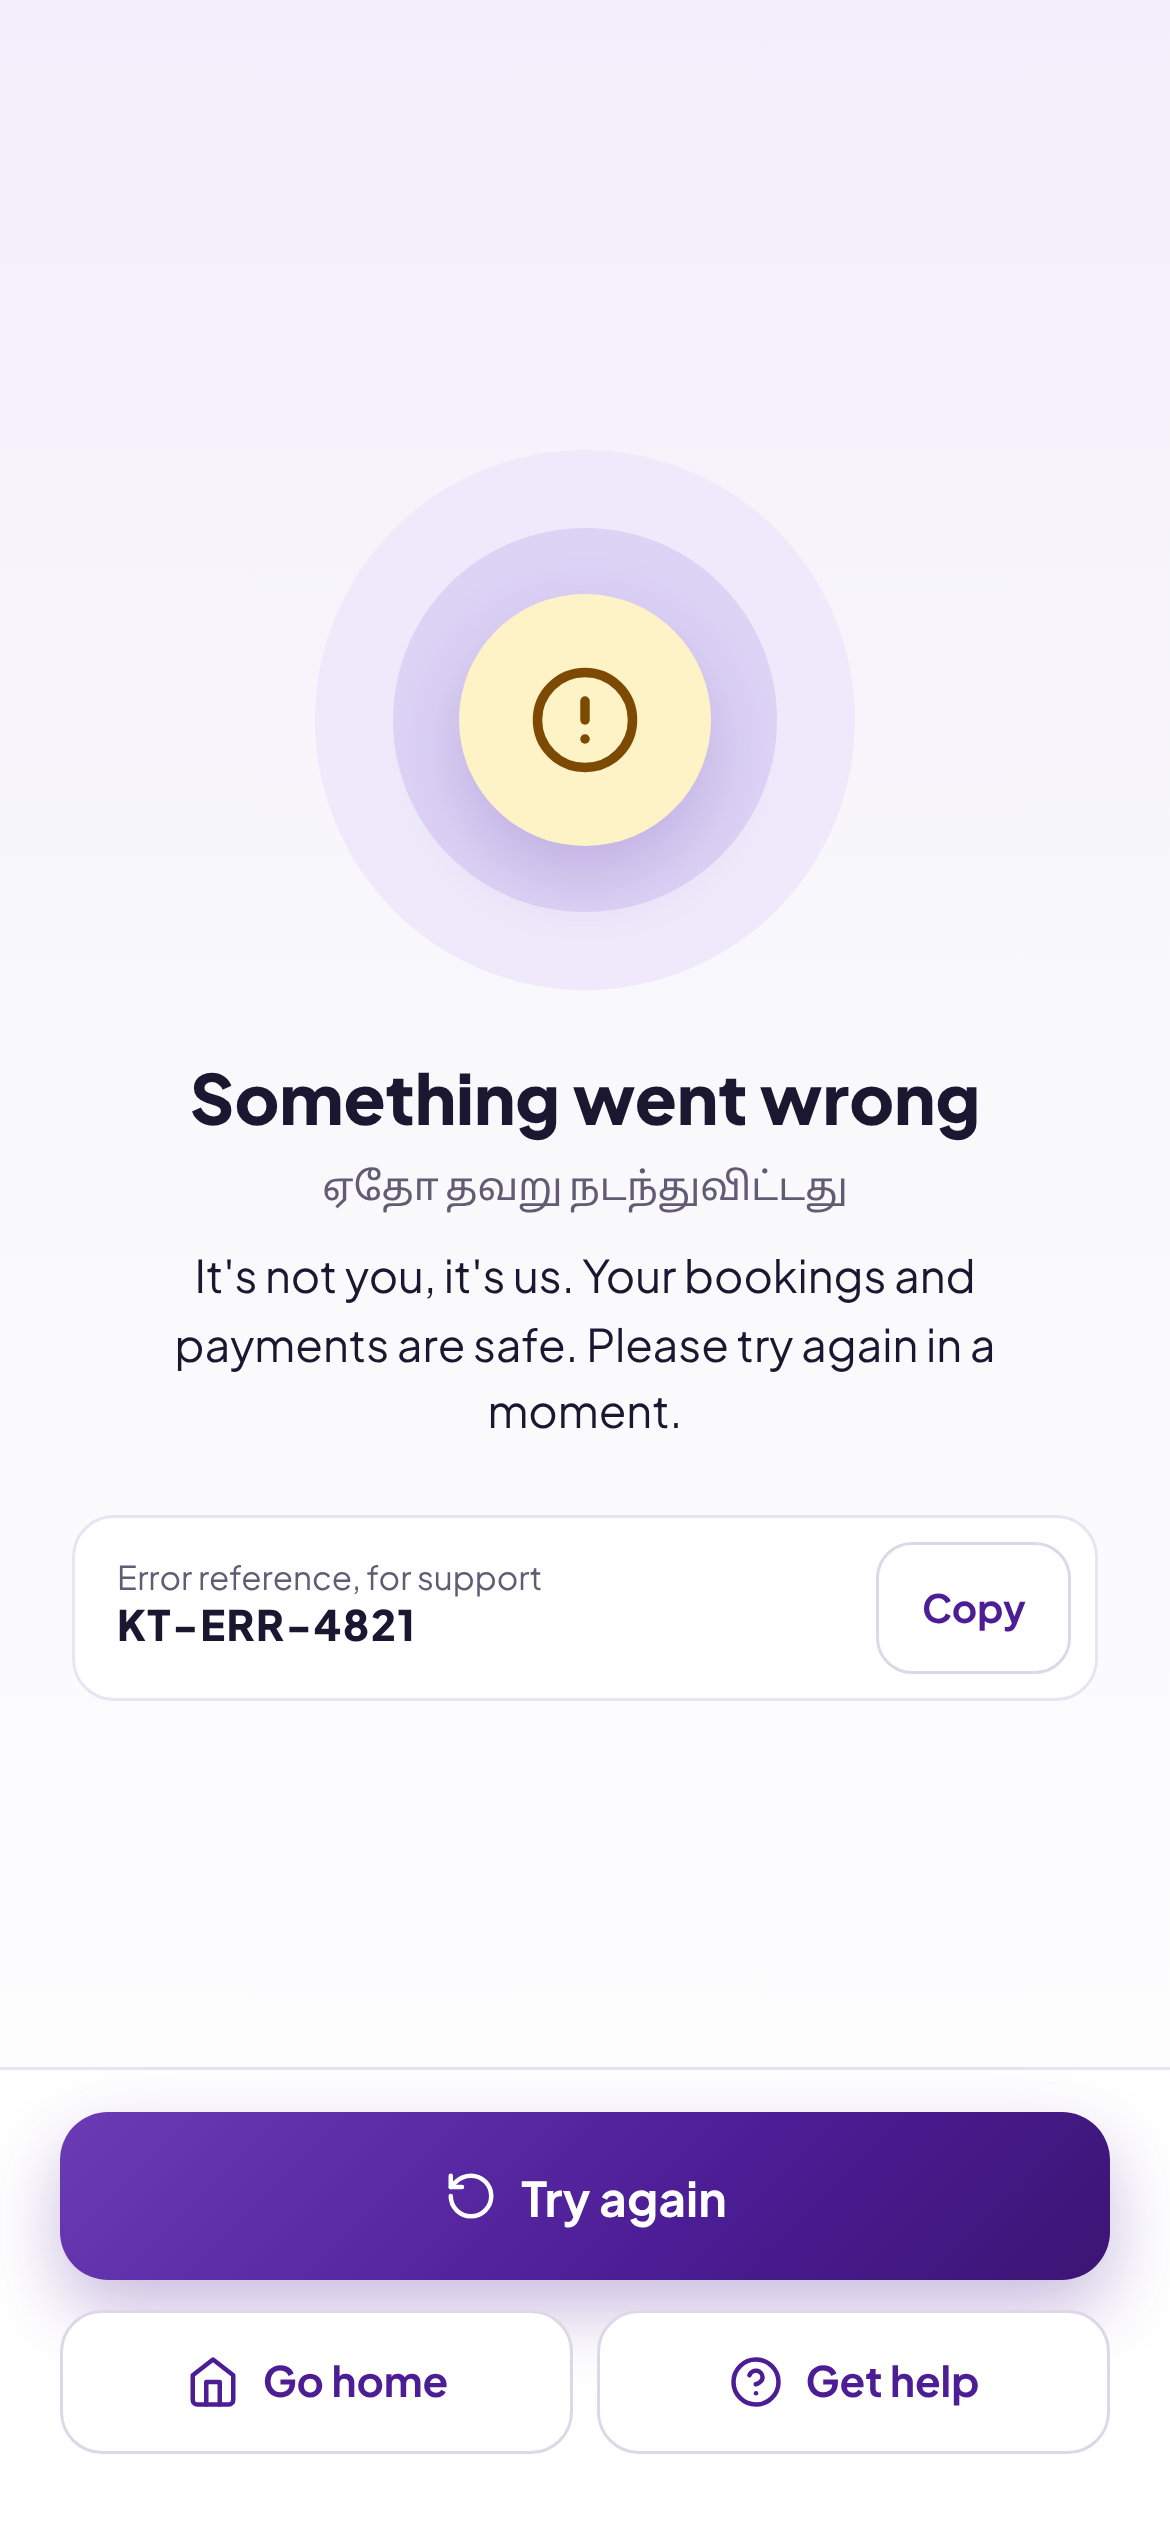 Something went wrong
ஏதோ தவறு நடந்துவிட்டது
It's not you, it's us. Your bookings and
payments are safe. Please try again in a
moment.
Error reference, for support
KT-ERR-4821
Copy
Try again
Go home
Get help